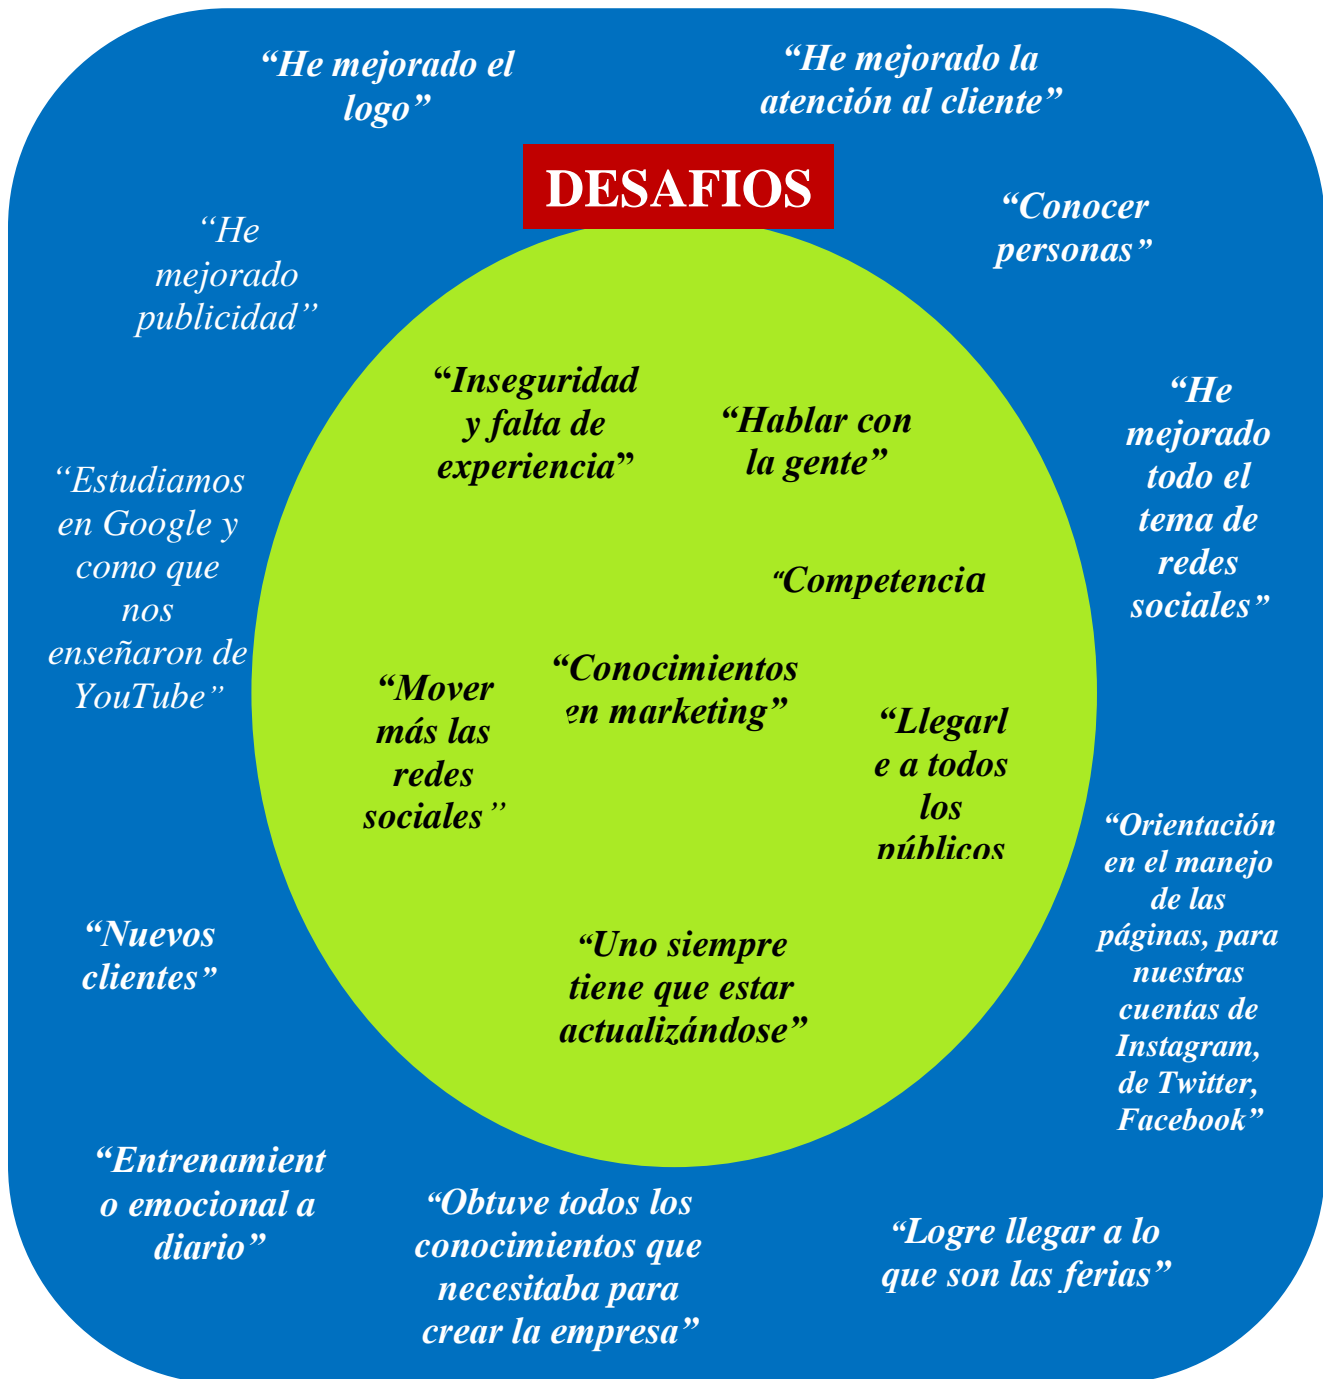 “He mejorado el
logo”
“He mejorado la
atención al cliente”
DESAFIOS
“Conocer
personas”
“He
mejorado
publicidad”
“Inseguridad
y falta de
experiencia”
“Hablar con
la gente”
“He
mejorado
todo el
tema de
redes
sociales”
“Estudiamos
en Google y
como que
nos
enseñaron de
YouTube”
“Competencia
“Conocimientos
en marketing”
“Mover
más las
redes
sociales”
“Llegarl
e a todos
los
públicos
“Orientación
en el manejo
de las
páginas, para
nuestras
cuentas de
Instagram,
de Twitter,
Facebook”
“Nuevos
clientes”
“Uno siempre
tiene que estar
actualizándose”
“Entrenamient
o emocional a
diario”
“Obtuve todos los
conocimientos que
necesitaba para
crear la empresa”
“Logre llegar a lo
que son las ferias”